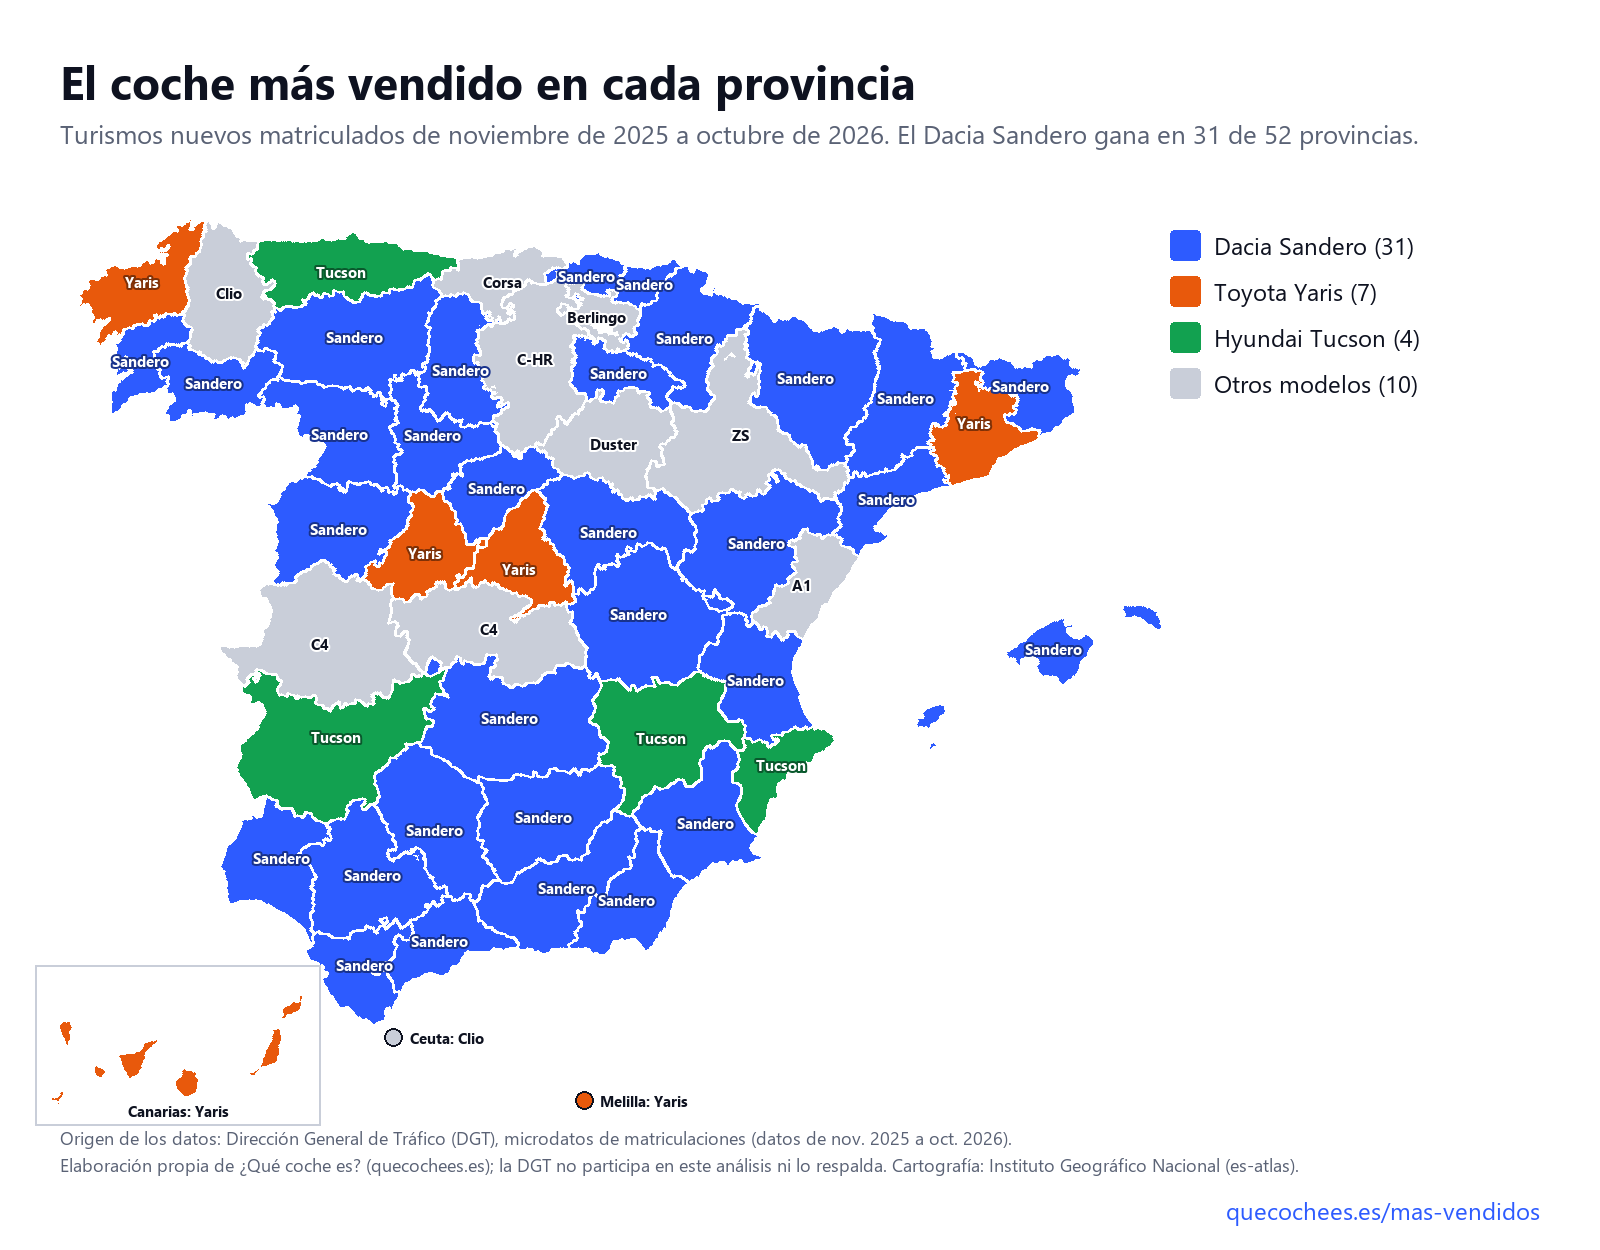 El coche más vendido en cada provincia
Turismos nuevos matriculados de noviembre de 2025 a octubre de 2026. El Dacia Sandero gana en 31 de 52 provincias.
Dacia Sandero (31)
Toyota Yaris (7)
Hyundai Tucson (4)
Otros modelos (10)
Yaris
Clio
Tucson
Corsa
Sandero
Sandero
Berlingo
Sandero
Sandero
Sandero
C-HR
Sandero
Sandero
Sandero
Sandero
Sandero
Sandero
Sandero
Yaris
Sandero
Sandero
Duster
ZS
Sandero
Sandero
Sandero
Sandero
Sandero
Yaris
Yaris
A1
Sandero
C4
C4
Sandero
Sandero
Sandero
Tucson
Sandero
Tucson
Tucson
Sandero
Sandero
Sandero
Sandero
Sandero
Sandero
Sandero
Sandero
Sandero
Ceuta: Clio
Melilla: Yaris
Canarias: Yaris
Origen de los datos: Dirección General de Tráfico (DGT), microdatos de matriculaciones (datos de nov. 2025 a oct. 2026).
Elaboración propia de ¿Qué coche es? (quecochees.es); la DGT no participa en este análisis ni lo respalda. Cartografía: Instituto Geográfico Nacional (es-atlas).
quecochees.es/mas-vendidos